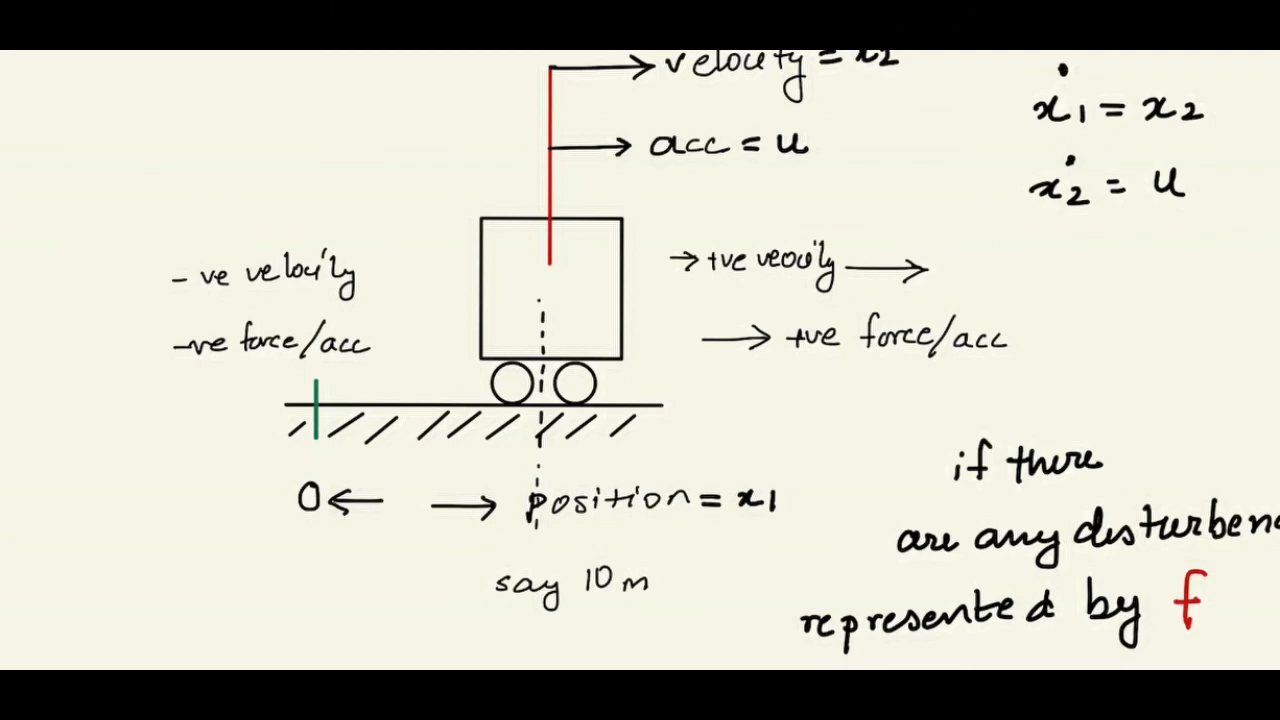 velocity = x2
ẋ1 = x2
acc = u
ẋ2 = u
- ve velocity
→ +ve veocity →
-ve force/acc
→ +ve force/acc
0 ← → position = x1
say 10 m
if there
are any disturbenc
represented by f